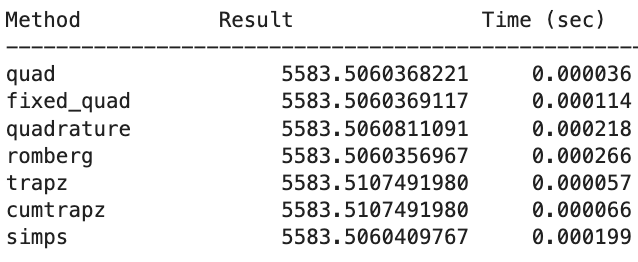 Method Result Time (sec)
--------------------------------------------------
quad 5583.5060368221 0.000036
fixed_quad 5583.5060369117 0.000114
quadrature 5583.5060811091 0.000218
romberg 5583.5060356967 0.000266
trapz 5583.5107491980 0.000057
cumtrapz 5583.5107491980 0.000066
simps 5583.5060409767 0.000199